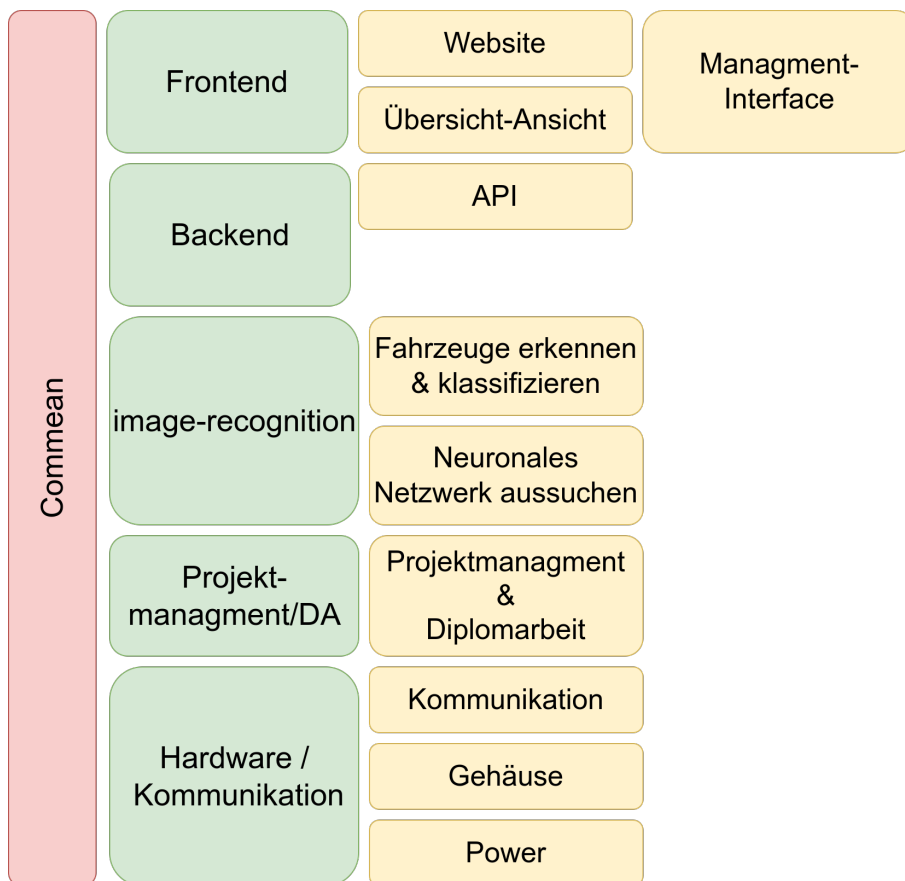 Commean
Frontend
Website
Übersicht-Ansicht
Managment-
Interface
Backend
API
image-recognition
Fahrzeuge erkennen
& klassifizieren
Neuronales
Netzwerk aussuchen
Projekt-
managment/DA
Projektmanagment
&
Diplomarbeit
Hardware /
Kommunikation
Kommunikation
Gehäuse
Power